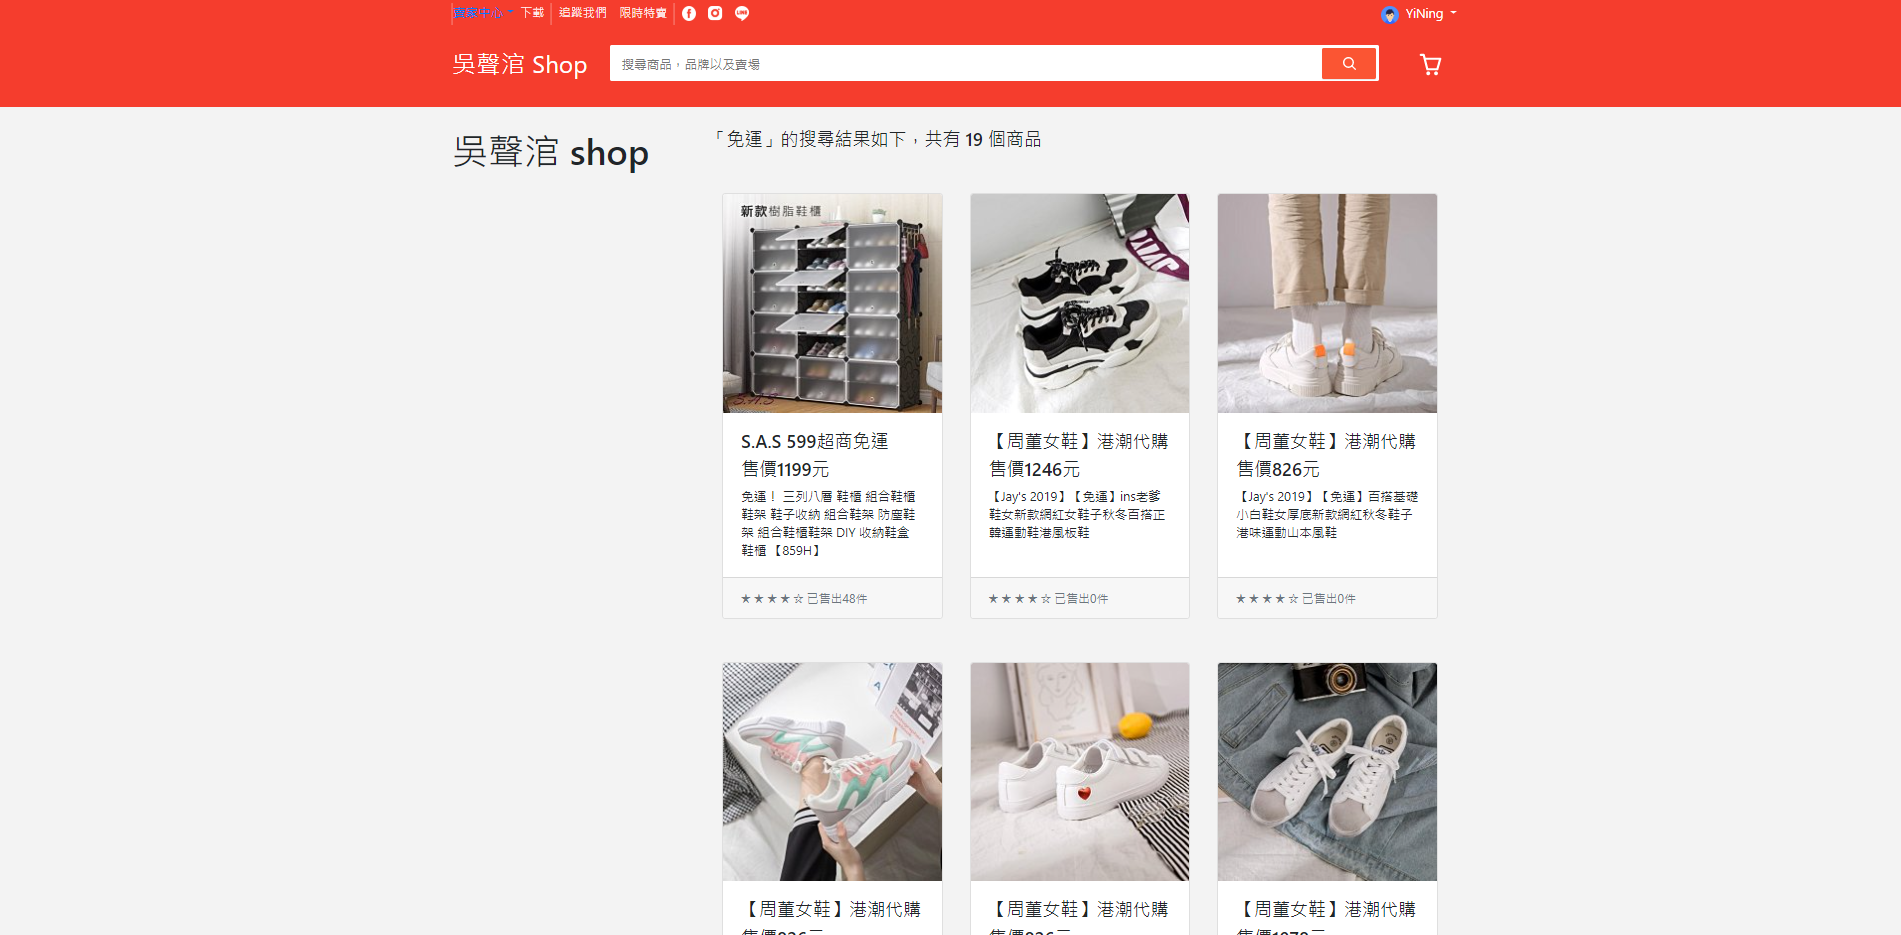 賣家中心 下載 追蹤我們 限時特賣
YiNing
吳聲涫 Shop
搜尋商品，品牌以及賣場
吳聲涫 shop
「免運」的搜尋結果如下，共有 19 個商品
新款樹脂鞋櫃
S.A.S
S.A.S 599超商免運
售價1199元
免運！ 三列八層 鞋櫃 組合鞋櫃
鞋架 鞋子收納 組合鞋架 防塵鞋
架 組合鞋櫃鞋架 DIY 收納鞋盒
鞋櫃 【859H】
★★★★☆ 已售出48件
【周董女鞋】港潮代購
售價1246元
【Jay's 2019】【免運】ins老爹
鞋女新款網紅女鞋子秋冬百搭正
韓運動鞋港風板鞋
★★★★☆ 已售出0件
【周董女鞋】港潮代購
售價826元
【Jay's 2019】【免運】百搭基礎
小白鞋女厚底新款網紅秋冬鞋子
港味運動山本風鞋
★★★★☆ 已售出0件
【周董女鞋】港潮代購
【周董女鞋】港潮代購
【周董女鞋】港潮代購